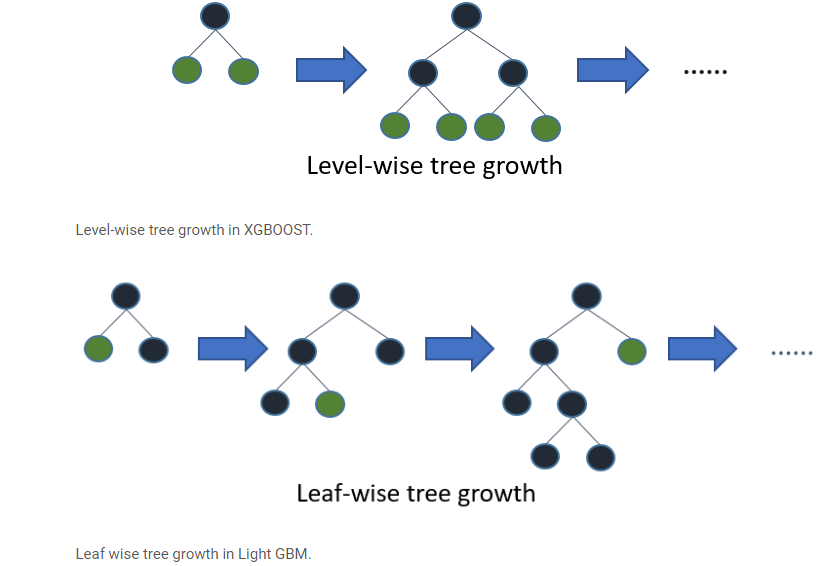 ......
Level-wise tree growth
Level-wise tree growth in XGBOOST.
......
Leaf-wise tree growth
Leaf wise tree growth in Light GBM.